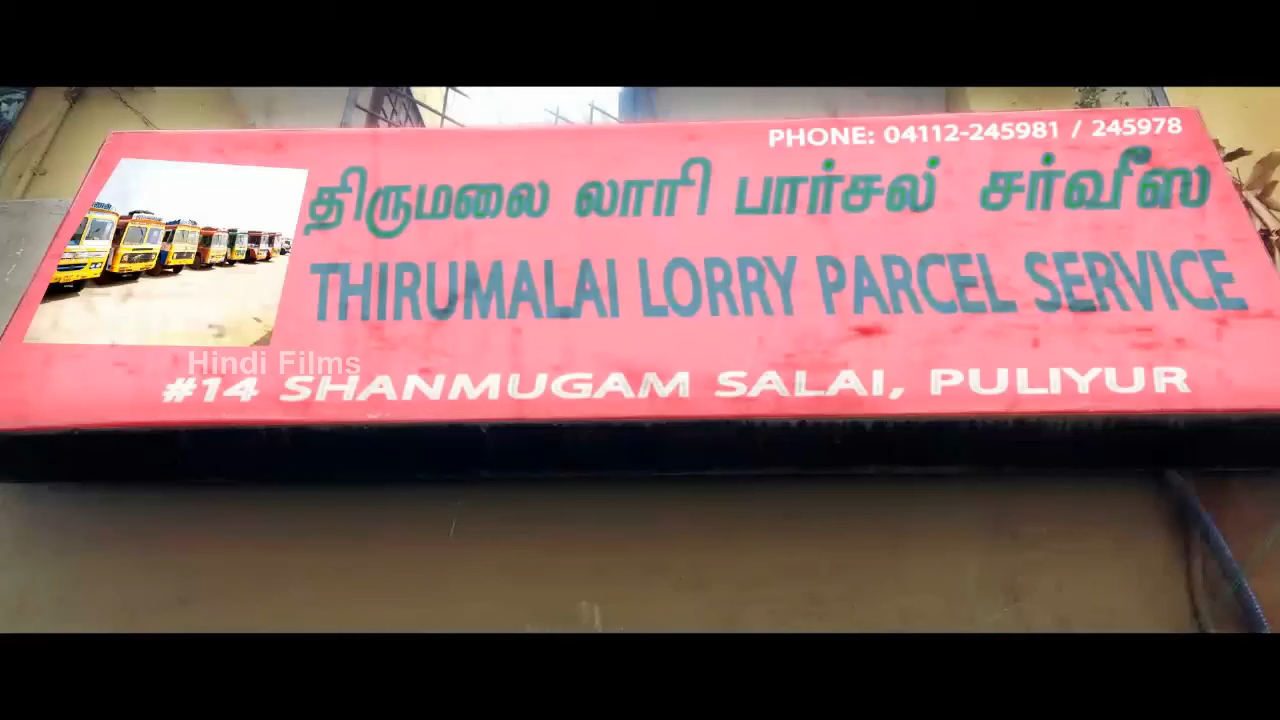 PHONE: 04112-245981 / 245978
திருமலை லாரி பார்சல் சர்வீஸ
THIRUMALAI LORRY PARCEL SERVICE
Hindi Films
#14 SHANMUGAM SALAI, PULIYUR